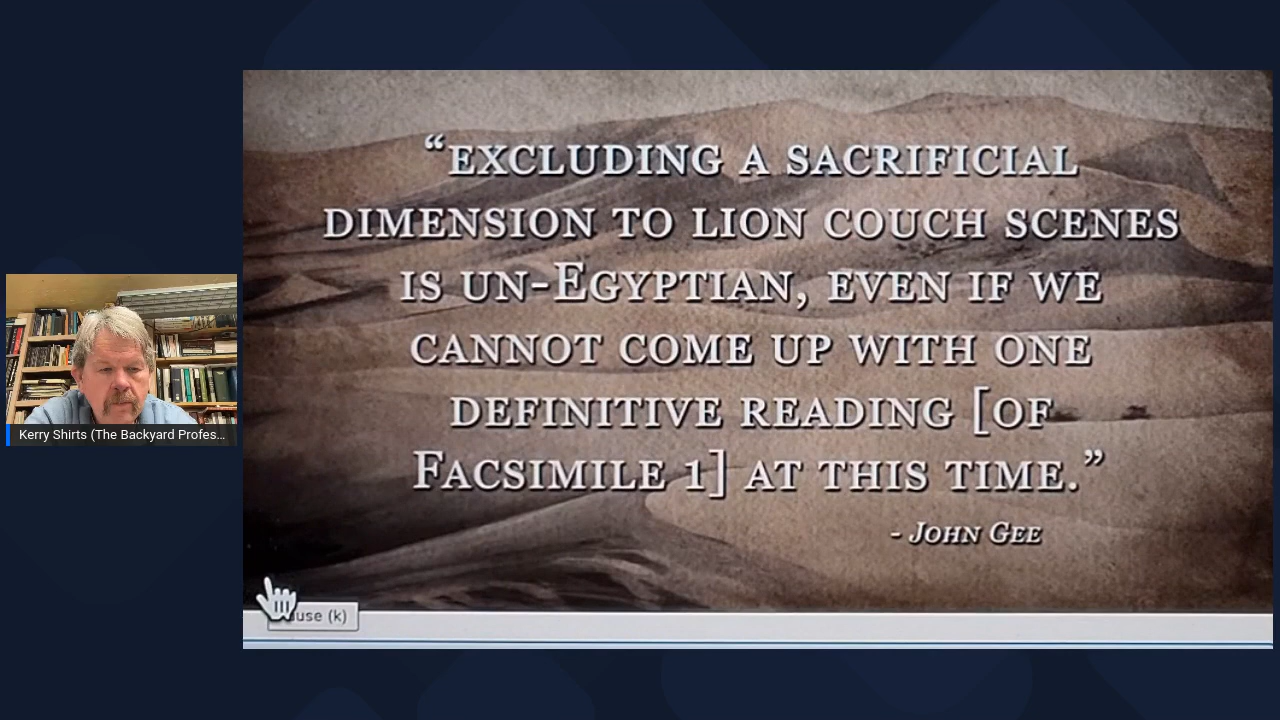 “EXCLUDING A SACRIFICIAL
DIMENSION TO LION COUCH SCENES
IS UN-EGYPTIAN, EVEN IF WE
CANNOT COME UP WITH ONE
DEFINITIVE READING [OF
FACSIMILE 1] AT THIS TIME.”
- JOHN GEE
Kerry Shirts (The Backyard Profes...
(k)